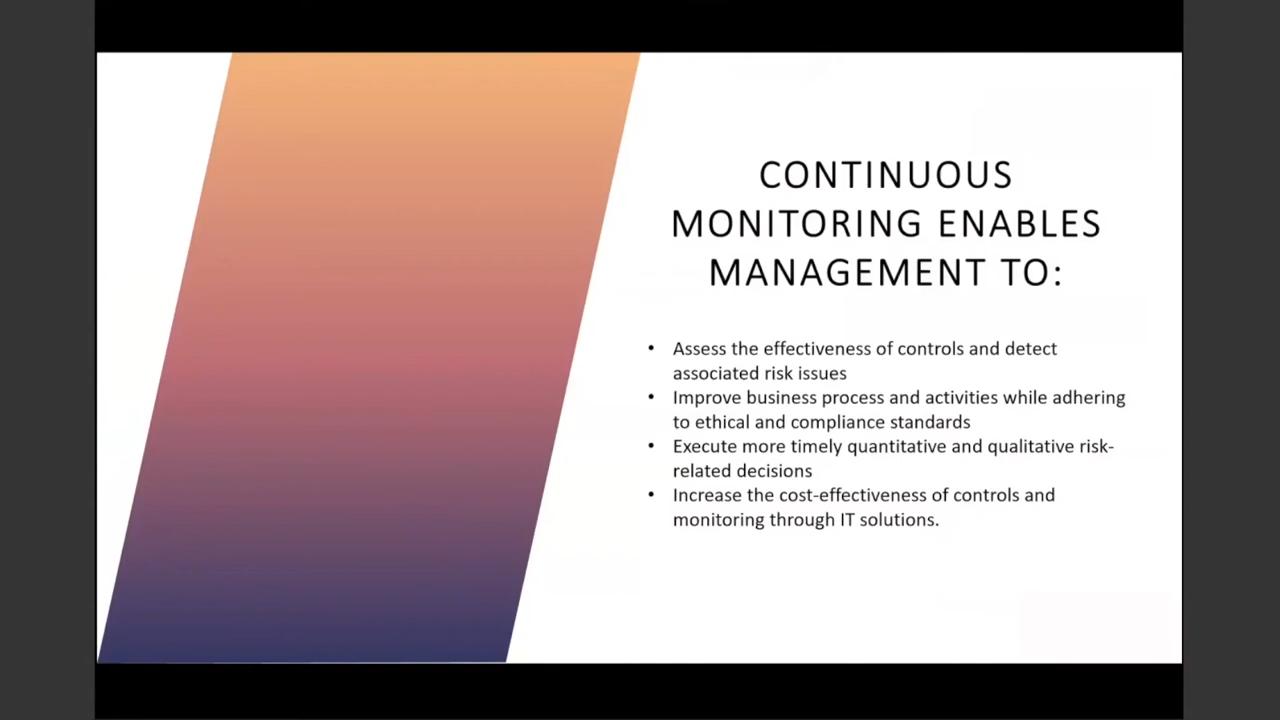 CONTINUOUS
MONITORING ENABLES
MANAGEMENT TO:
• Assess the effectiveness of controls and detect
associated risk issues
• Improve business process and activities while adhering
to ethical and compliance standards
• Execute more timely quantitative and qualitative risk-
related decisions
• Increase the cost-effectiveness of controls and
monitoring through IT solutions.